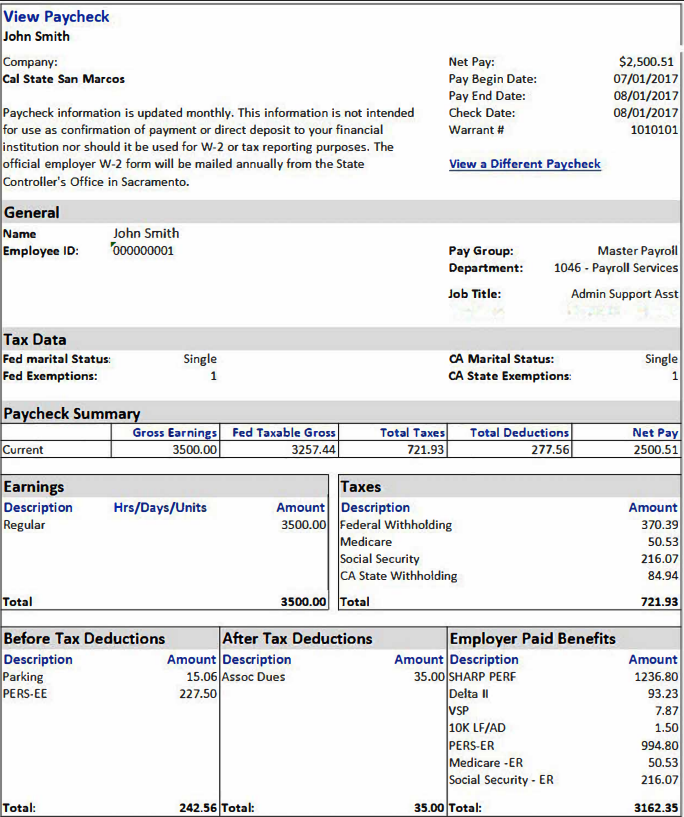 View Paycheck
John Smith
Company:
Cal State San Marcos
Net Pay: $2,500.51
Pay Begin Date: 07/01/2017
Pay End Date: 08/01/2017
Check Date: 08/01/2017
Warrant # 1010101
Paycheck information is updated monthly. This information is not intended
for use as confirmation of payment or direct deposit to your financial
institution nor should it be used for W-2 or tax reporting purposes. The
official employer W-2 form will be mailed annually from the State
Controller's Office in Sacramento.
View a Different Paycheck
General
Name John Smith
Employee ID: 000000001
Pay Group: Master Payroll
Department: 1046 - Payroll Services
Job Title: Admin Support Asst
Tax Data
Fed marital Status: Single CA Marital Status: Single
Fed Exemptions: 1 CA State Exemptions: 1
Paycheck Summary
Gross Earnings Fed Taxable Gross Total Taxes Total Deductions Net Pay
Current 3500.00 3257.44 721.93 277.56 2500.51
Earnings
Description Hrs/Days/Units Amount
Regular 3500.00
Total 3500.00
Taxes
Description Amount
Federal Withholding 370.39
Medicare 50.53
Social Security 216.07
CA State Withholding 84.94
Total 721.93
Before Tax Deductions
Description Amount
Parking 15.06
PERS-EE 227.50
Total: 242.56
After Tax Deductions
Description Amount
Assoc Dues 35.00
Total: 35.00
Employer Paid Benefits
Description Amount
SHARP PERF 1236.80
Delta II 93.23
VSP 7.87
10K LF/AD 1.50
PERS-ER 994.80
Medicare -ER 50.53
Social Security - ER 216.07
Total: 3162.35